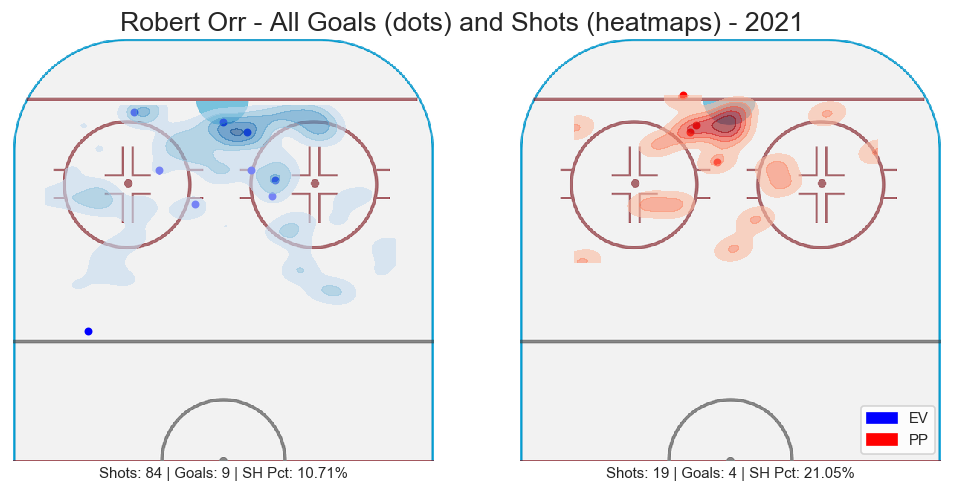 Robert Orr - All Goals (dots) and Shots (heatmaps) - 2021
EV
PP
Shots: 84 | Goals: 9 | SH Pct: 10.71%
Shots: 19 | Goals: 4 | SH Pct: 21.05%